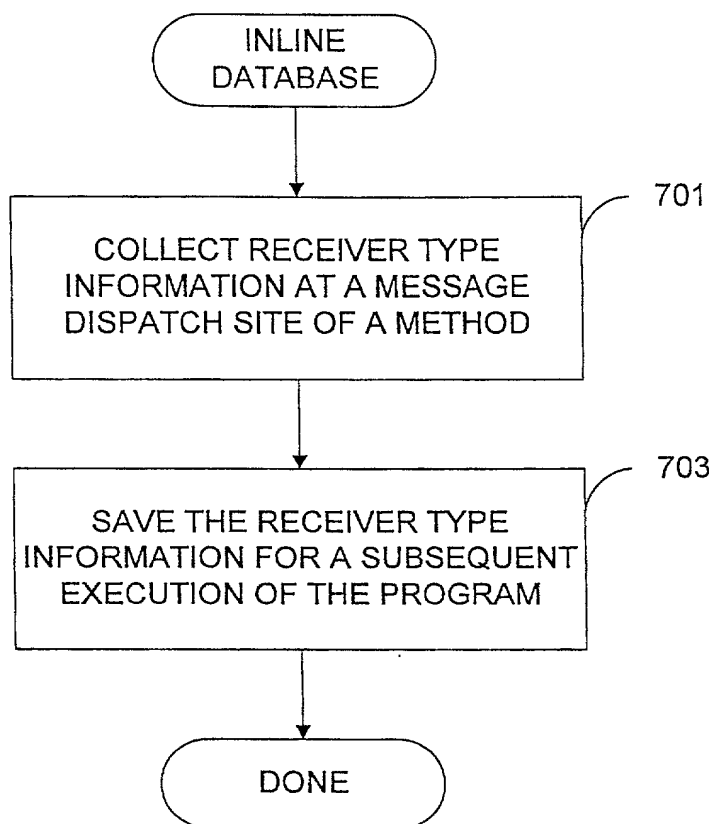 INLINE
DATABASE
701
COLLECT RECEIVER TYPE
INFORMATION AT A MESSAGE
DISPATCH SITE OF A METHOD
703
SAVE THE RECEIVER TYPE
INFORMATION FOR A SUBSEQUENT
EXECUTION OF THE PROGRAM
DONE